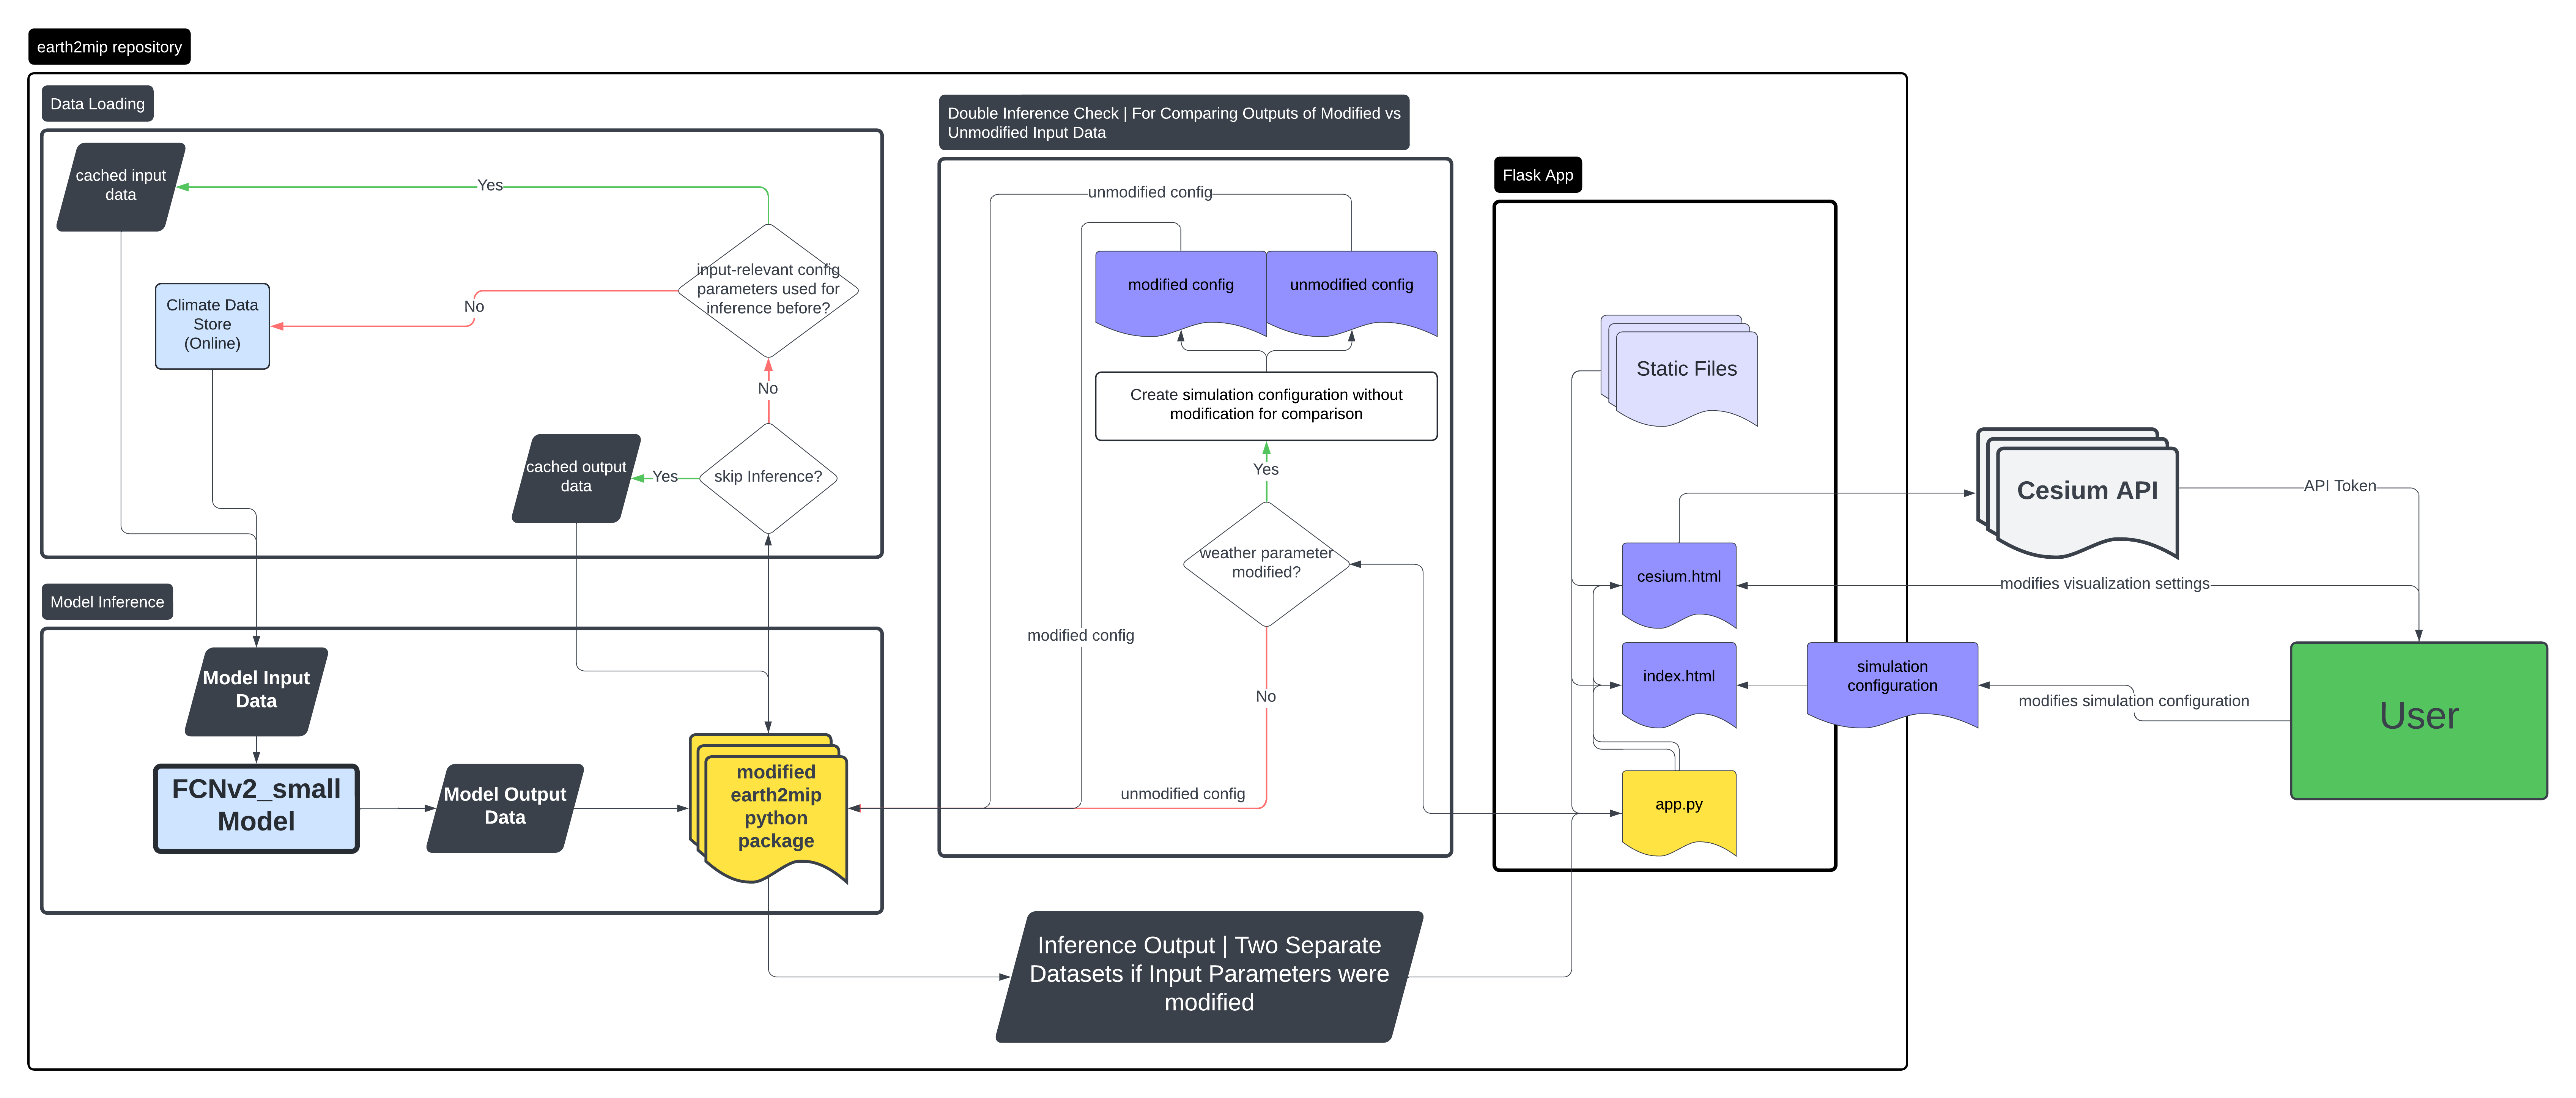 earth2mip repository
Data Loading
cached input
data
Yes
input-relevant config
parameters used for
inference before?
No
Climate Data
Store
(Online)
No
cached output
data
Yes
skip Inference?
Model Inference
Model Input
Data
FCNv2_small
Model
Model Output
Data
modified
earth2mip
python
package
Double Inference Check | For Comparing Outputs of Modified vs
Unmodified Input Data
unmodified config
modified config
unmodified config
Create simulation configuration without
modification for comparison
Yes
weather parameter
modified?
modified config
No
unmodified config
Inference Output | Two Separate
Datasets if Input Parameters were
modified
Flask App
Static Files
cesium.html
index.html
app.py
simulation
configuration
Cesium API
API Token
modifies visualization settings
modifies simulation configuration
User